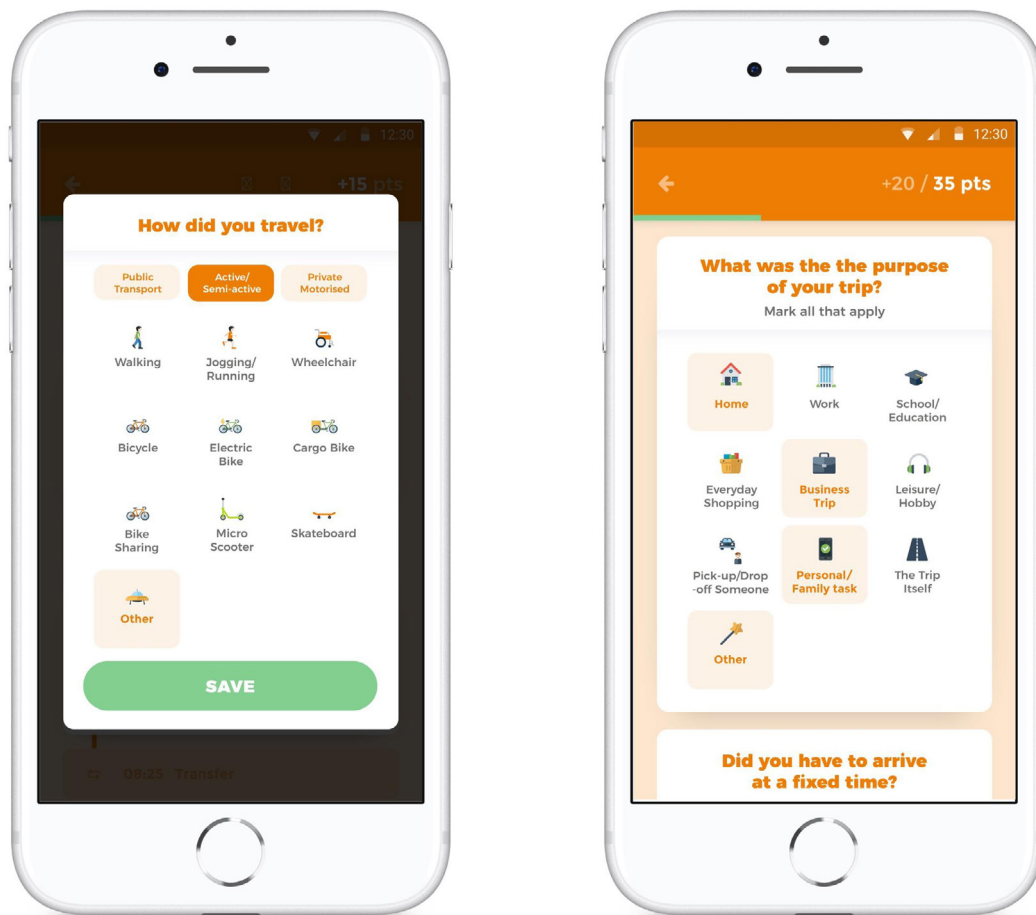 12:30
+15 pts
How did you travel?
Public
Transport
Active/
Semi-active
Private
Motorised
Walking
Jogging/
Running
Wheelchair
Bicycle
Electric
Bike
Cargo Bike
Bike
Sharing
Micro
Scooter
Skateboard
Other
SAVE
08:25 Transfer
12:30
+20 / 35 pts
What was the the purpose
of your trip?
Mark all that apply
Home
Work
School/
Education
Everyday
Shopping
Business
Trip
Leisure/
Hobby
Pick-up/Drop
-off Someone
Personal/
Family task
The Trip
Itself
Other
Did you have to arrive
at a fixed time?